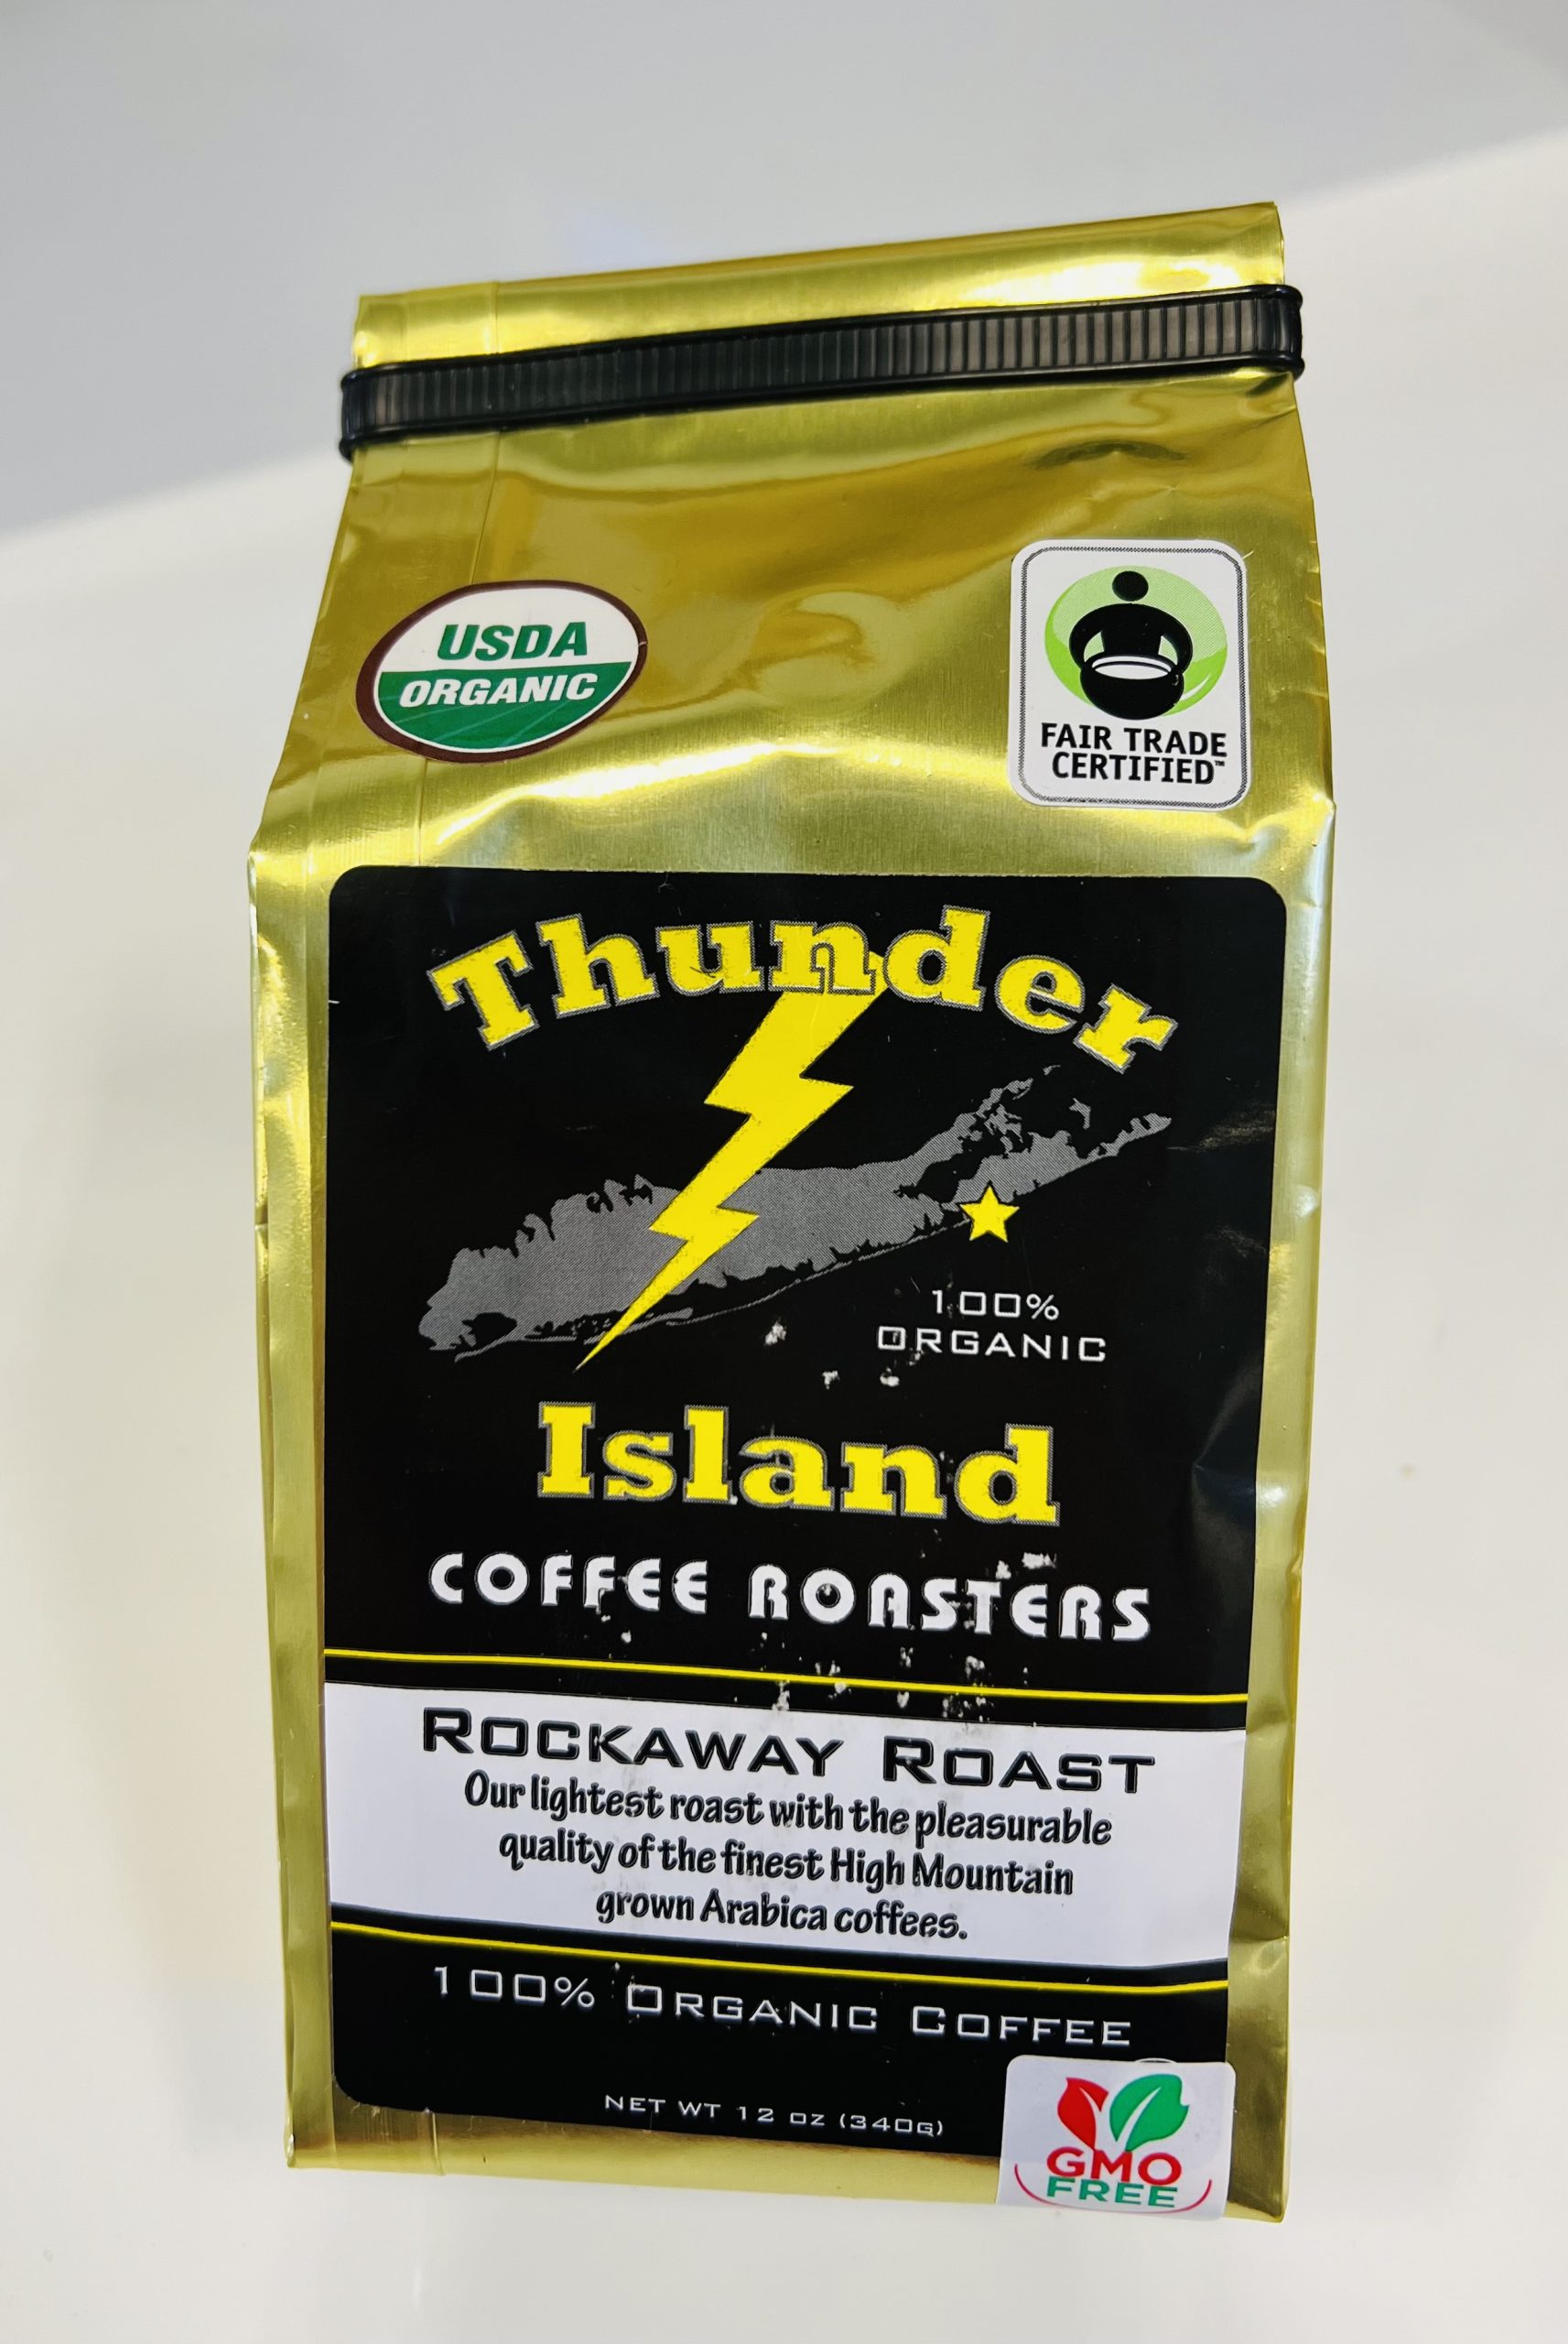 USDA
ORGANIC
FAIR TRADE
CERTIFIED™
Thunder
100%
ORGANIC
Island
COFFEE ROASTERS
ROCKAWAY ROAST
Our lightest roast with the pleasurable
quality of the finest High Mountain
grown Arabica coffees.
100% ORGANIC COFFEE
NET WT 12 OZ (340G)
GMO
FREE